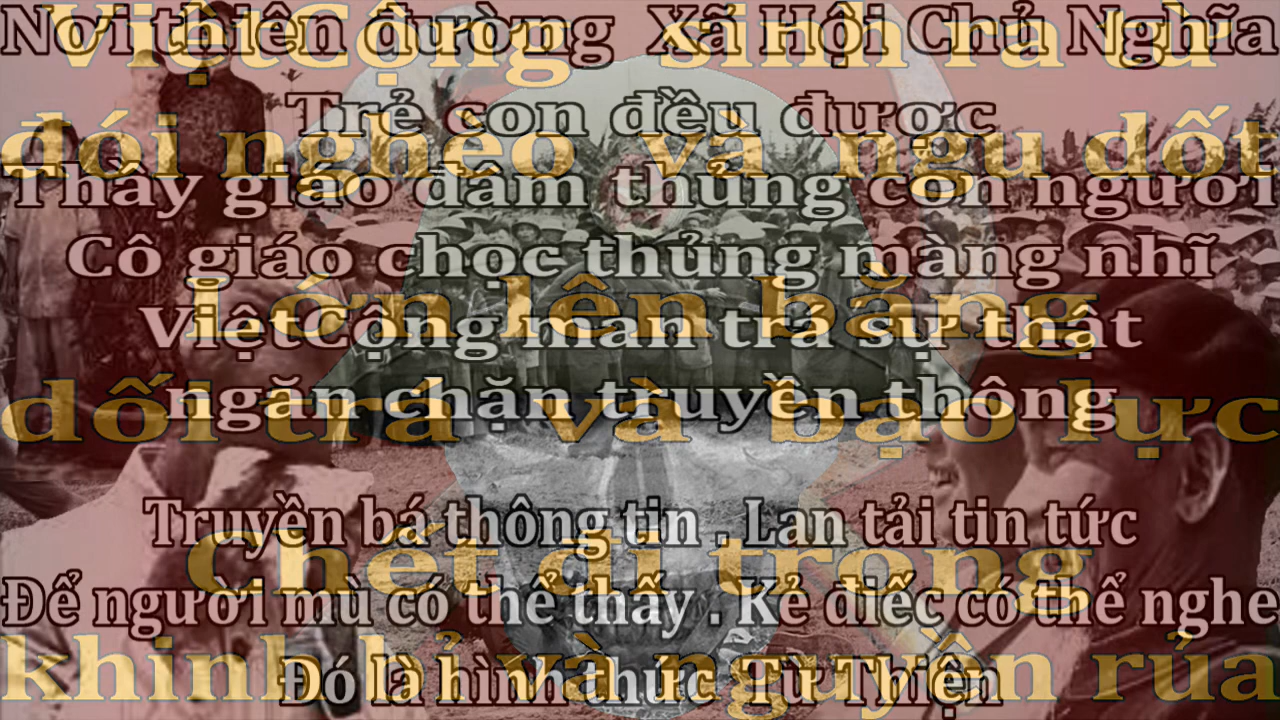 Nơi thiên đường Xã Hội Chủ Nghĩa
Trẻ con đều được
Thầy giáo đâm thủng con người
Cô giáo chọc thủng màng nhĩ
ViệtCộng man trá sự thật
ngăn chặn truyền thông
Truyền bá thông tin . Lan tải tin tức
Để người mù có thể thấy . Kẻ điếc có thể nghe
Đó là hình thức Từ Thiện
ViệtCộng sinh ra từ
đói nghèo và ngu dốt
Lớn lên bằng
dối trá và bạo lực
Chết đi trong
khinh bỉ và nguyền rủa